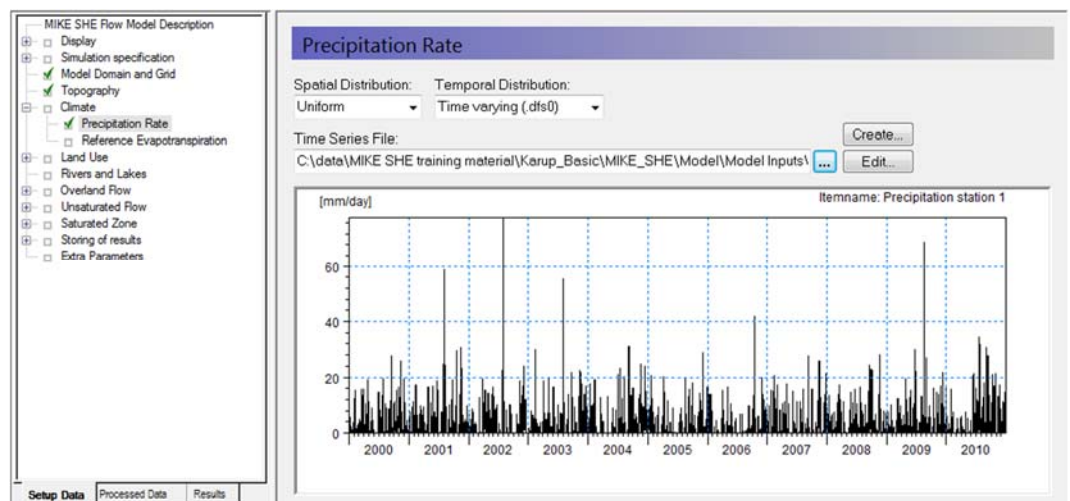 MIKE SHE Flow Model Description
Display
Simulation specification
Model Domain and Grid
Topography
Climate
Precipitation Rate
Reference Evapotranspiration
Land Use
Rivers and Lakes
Overland Flow
Unsaturated Flow
Saturated Zone
Storing of results
Extra Parameters
Setup Data Processed Data Results
Precipitation Rate
Spatial Distribution: Temporal Distribution:
Uniform Time varying (.dfs0)
Time Series File: Create...
C:\data\MIKE SHE training material\Karup_Basic\MIKE_SHE\Model\Model Inputs\ ... Edit...
[mm/day] Itemname: Precipitation station 1
60
40
20
0
2000 2001 2002 2003 2004 2005 2006 2007 2008 2009 2010